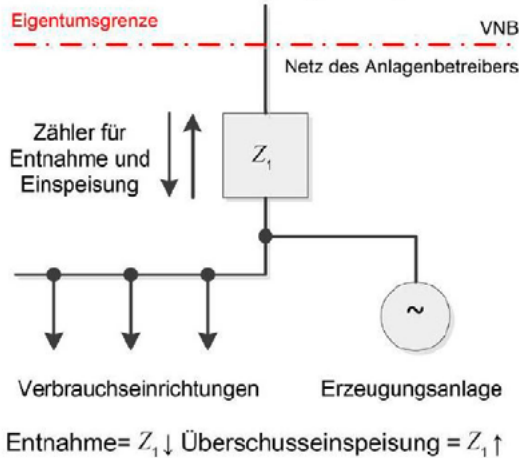 Eigentumsgrenze
VNB
Netz des Anlagenbetreibers
Zähler für
Entnahme und
Einspeisung
Z₁
~
Verbrauchseinrichtungen
Erzeugungsanlage
Entnahme= Z₁↓ Überschusseinspeisung = Z₁↑